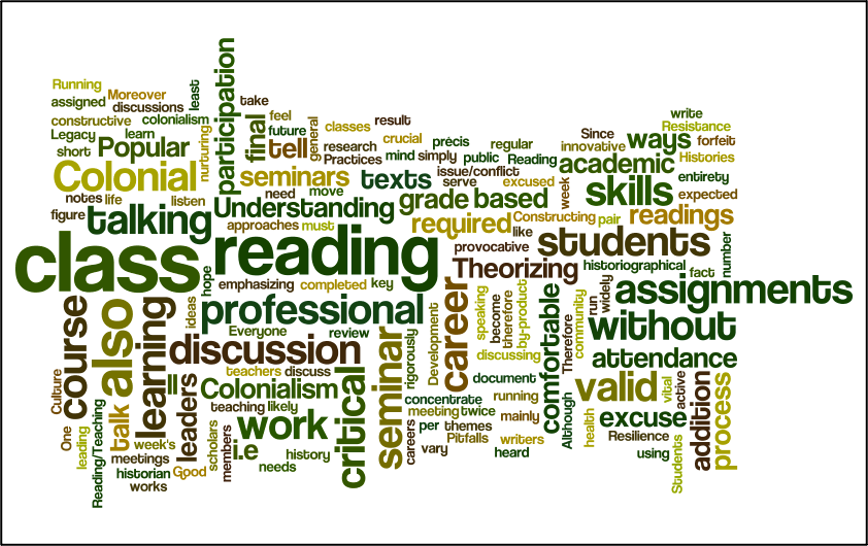 Running
Moreover
assigned
discussions
least
participation
take
constructive
colonialism
feel
final
general
classes
result
Legacy
learn
future
tell
crucial
précis
regular
Since
write
Resistance
short
Popular
nurturing
research
Practices
mind
simply
public
Reading
innovative
ways
forfeit
Colonial
seminars
issue/conflict
academic
Histories
texts
serve
excused
week
skills
entirety
notes
life
listen
need
move
grade
based
expected
figure
talking
Understanding
required
Constructing
pair
readings
approaches
must
like
class
reading
provocative
students
number
Theorizing
historiographical
fact
hope
emphasizing
completed
key
career
speaking
become
therefore
by-product
comfortable
community
run
widely
assignments
course
also
learning
ideas
professional
Everyone
review
rigorously
Development
discussing
Therefore
without
discussion
seminar
attendance
Culture
ll
teachers
discuss
document
valid
vital
active
addition
process
leaders
Colonialism
critical
concentrate
running
teaching
likely
meeting
twice
mainly
Although
excuse
One
leading
talk
work
per
themes
health
Resilience
week's
scholars
i.e
careers
Pitfalls
writers
Reading/Teaching
meetings
members
history
vary
heard
using
Students
historian
Good
needs
works